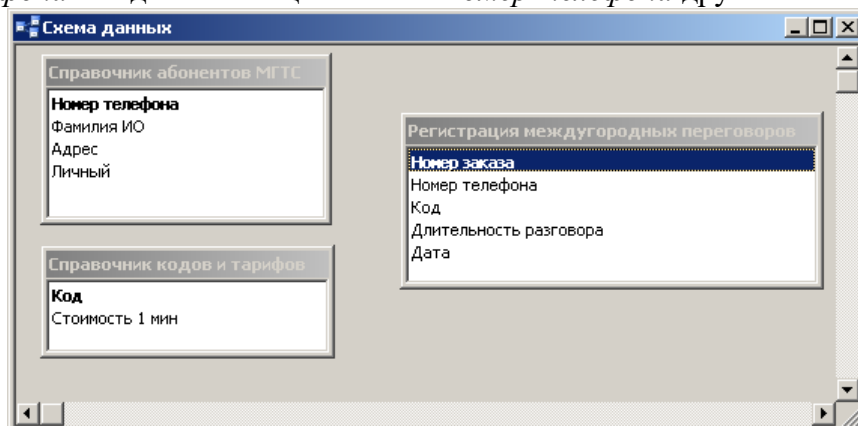 Схема данных
Справочник абонентов МГТС
Номер телефона
Фамилия ИО
Адрес
Личный
Справочник кодов и тарифов
Код
Стоимость 1 мин
Регистрация междугородных переговоров
Номер заказа
Номер телефона
Код
Длительность разговора
Дата